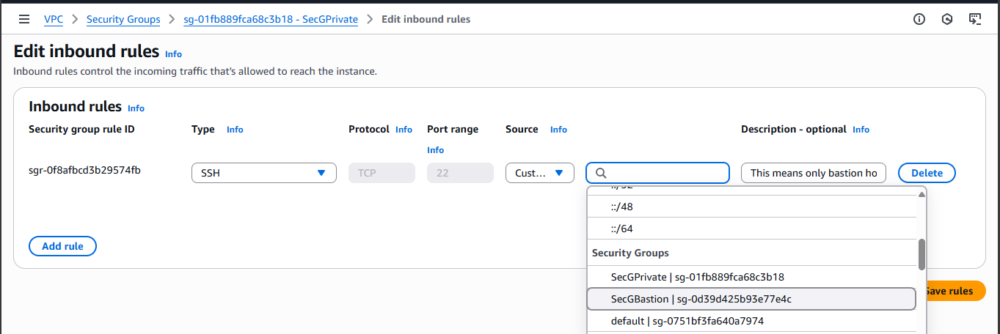 VPC > Security Groups > sg-01fb889fca68c3b18 - SecGPrivate > Edit inbound rules
Edit inbound rules Info
Inbound rules control the incoming traffic that's allowed to reach the instance.
Inbound rules Info
Security group rule ID Type Info Protocol Info Port range Info Source Info Description - optional Info
sgr-0f8afbcd3b29574fb SSH TCP 22 Cust... This means only bastion ho Delete
::/48
::/64
Add rule
Security Groups
SecGPrivate | sg-01fb889fca68c3b18
Save rules
SecGBastion | sg-0d39d425b93e77e4c
default | sg-0751bf3fa640a7974